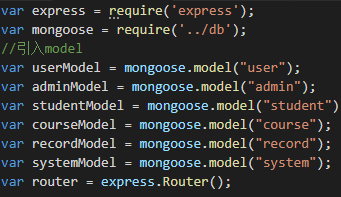 var express = require('express');
var mongoose = require('../db');
//引入model
var userModel = mongoose.model("user");
var adminModel = mongoose.model("admin");
var studentModel = mongoose.model("student")
var courseModel = mongoose.model("course");
var recordModel = mongoose.model("record");
var systemModel = mongoose.model("system");
var router = express.Router();